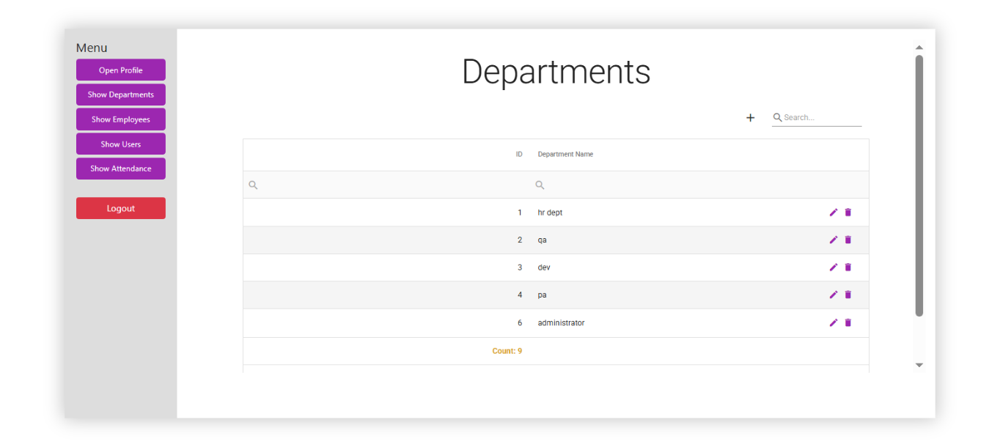 Menu
Open Profile
Show Departments
Show Employees
Show Users
Show Attendance
Logout
Departments
Search...
ID Department Name
1 hr dept
2 qa
3 dev
4 pa
6 administrator
Count: 9